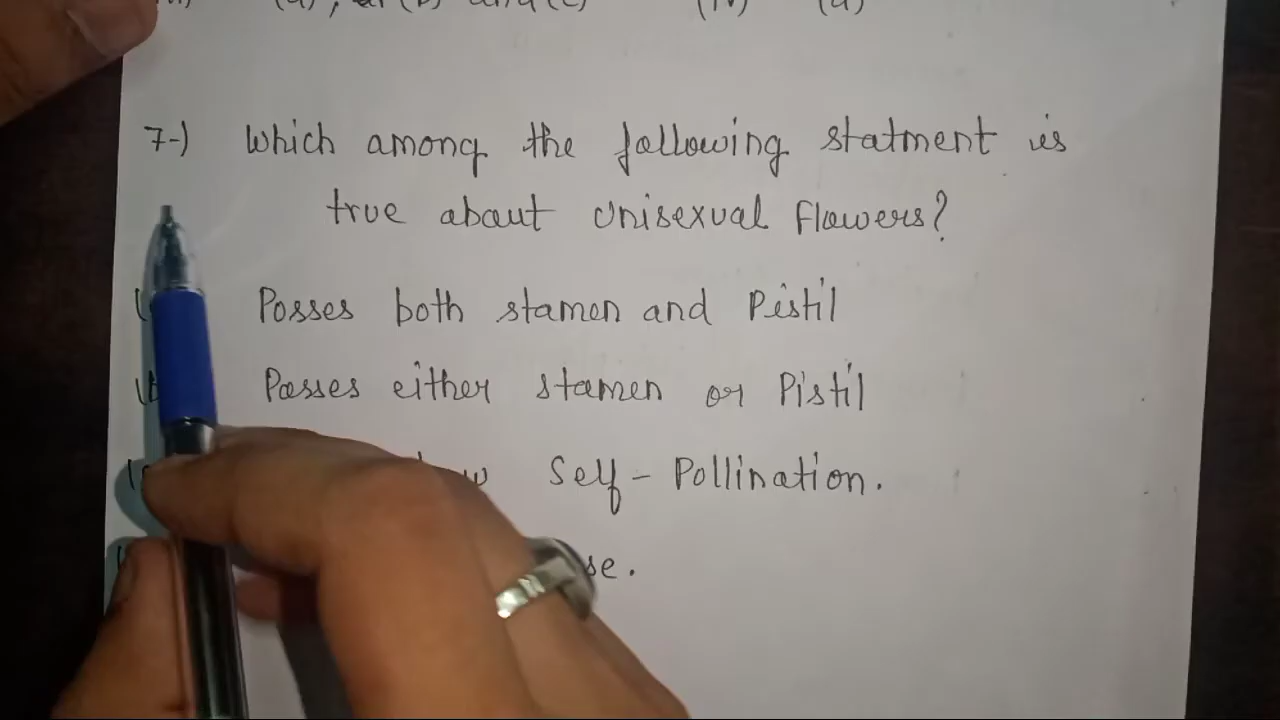 7-) Which among the following statment is
true about Unisexual Flowers?
Posses both stamen and Pistil
Posses either stamen or Pistil
Self-Pollination.